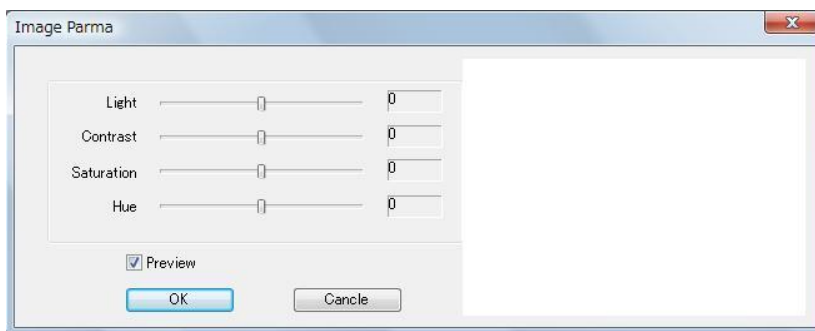 Image Parma
Light 0
Contrast 0
Saturation 0
Hue 0
Preview
OK Cancle